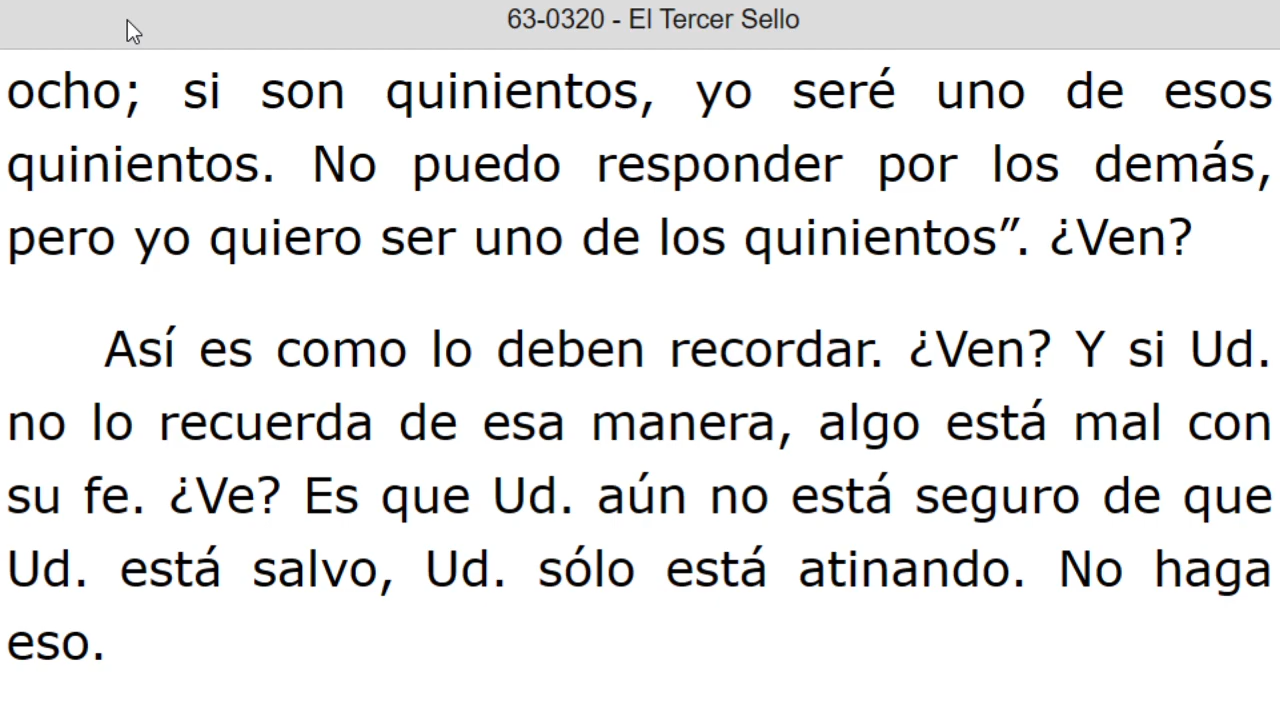 63-0320 - El Tercer Sello
ocho; si son quinientos, yo seré uno de esos
quinientos. No puedo responder por los demás,
pero yo quiero ser uno de los quinientos”. ¿Ven?
Así es como lo deben recordar. ¿Ven? Y si Ud.
no lo recuerda de esa manera, algo está mal con
su fe. ¿Ve? Es que Ud. aún no está seguro de que
Ud. está salvo, Ud. sólo está atinando. No haga
eso.